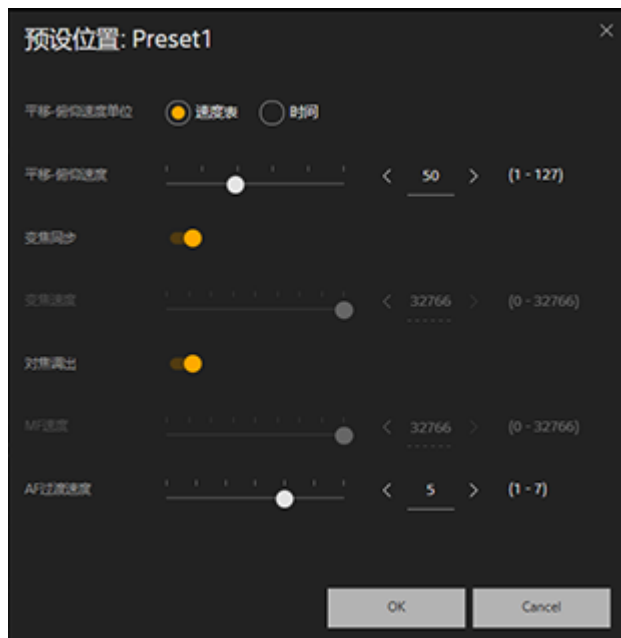 预设位置: Preset1
平移-俯仰速度单位 速度表 时间
平移-俯仰速度 < 50 > (1 - 127)
变焦同步
变焦速度 < 32766 > (0 - 32766)
对焦调出
MF速度 < 32766 > (0 - 32766)
AF过渡速度 < 5 > (1 - 7)
OK Cancel